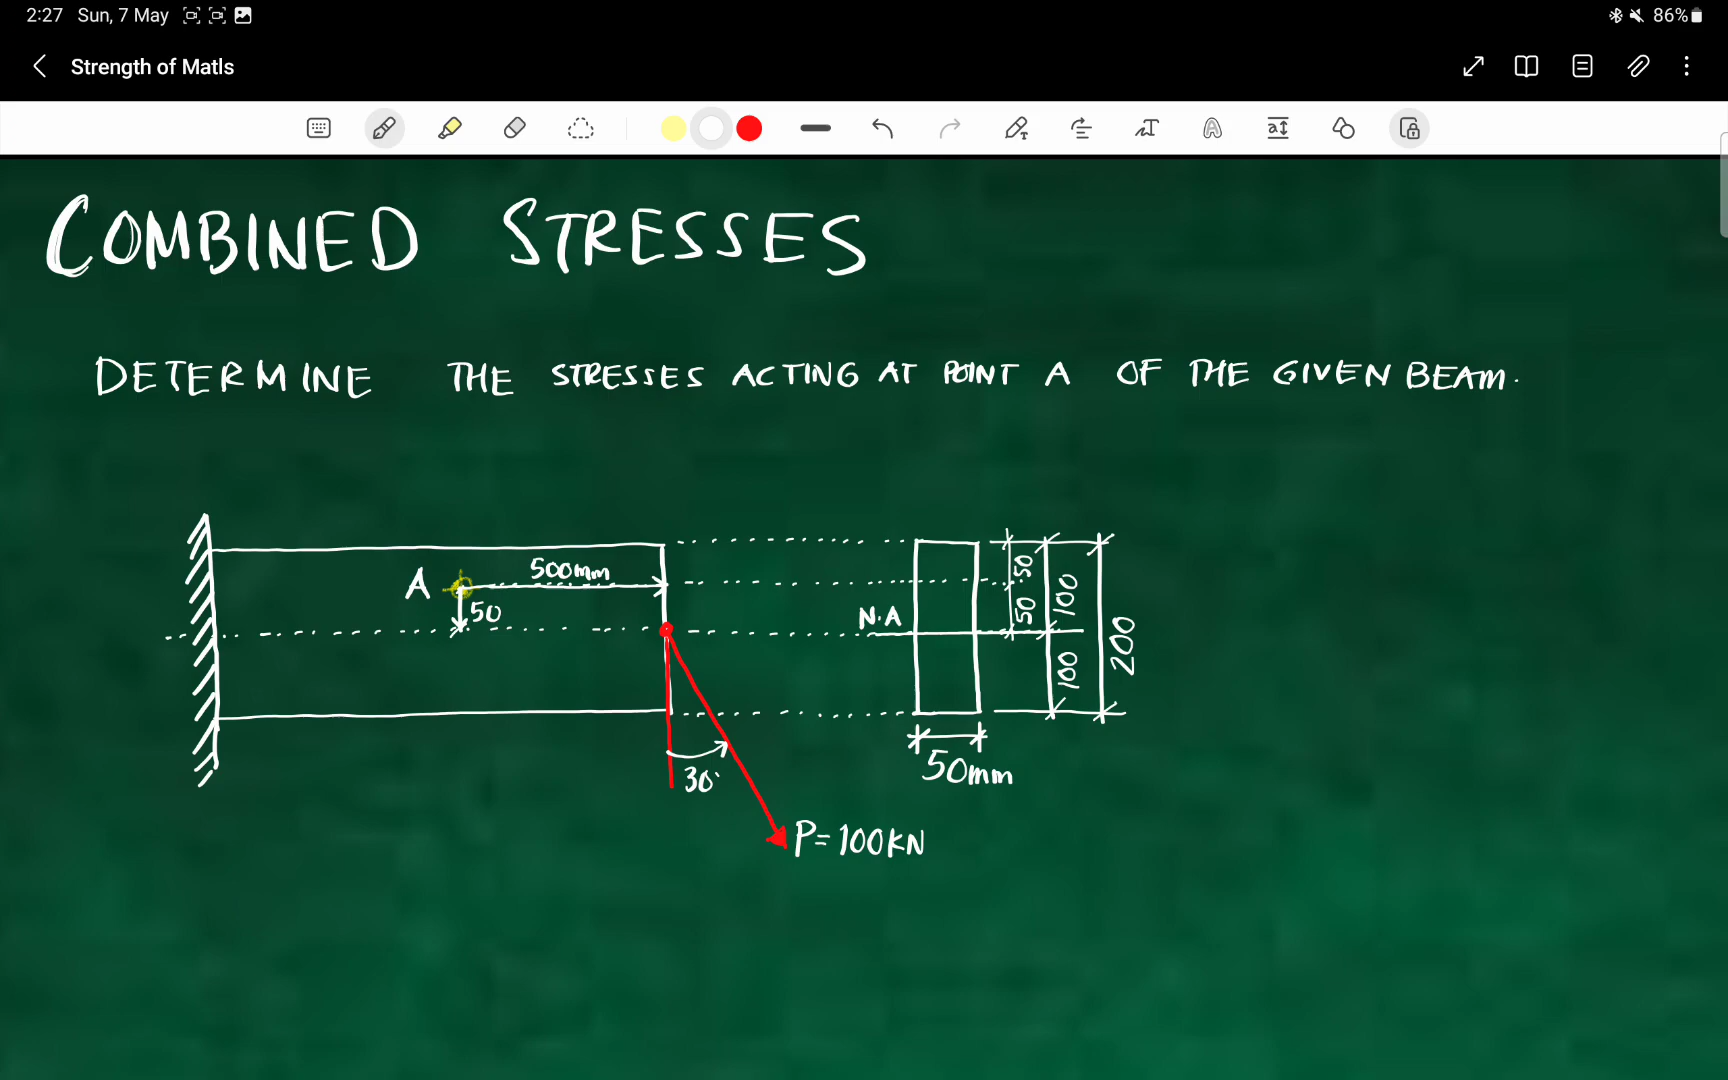 2:27 Sun, 7 May 86%
Strength of Matls
COMBINED STRESSES
DETERMINE THE STRESSES ACTING AT POINT A OF THE GIVEN BEAM.
A 500mm
50
N.A
50
50
100
100
200
50mm
30°
P=100KN